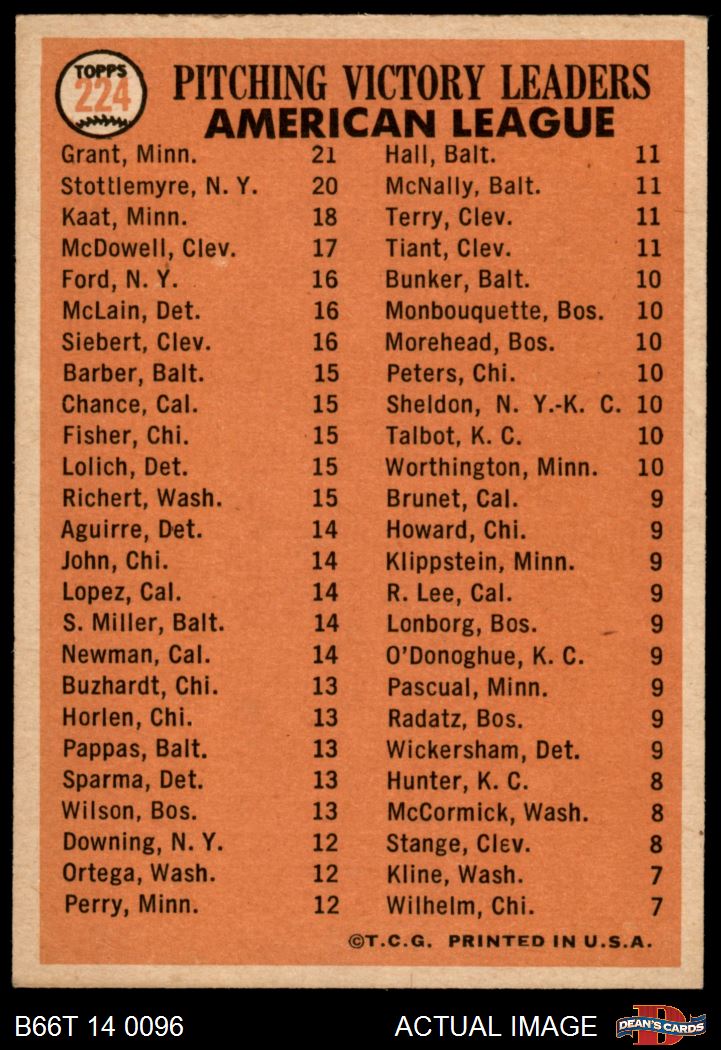 TOPPS
224
PITCHING VICTORY LEADERS
AMERICAN LEAGUE
Grant, Minn. 21
Stottlemyre, N. Y. 20
Kaat, Minn. 18
McDowell, Clev. 17
Ford, N. Y. 16
McLain, Det. 16
Siebert, Clev. 16
Barber, Balt. 15
Chance, Cal. 15
Fisher, Chi. 15
Lolich, Det. 15
Richert, Wash. 15
Aguirre, Det. 14
John, Chi. 14
Lopez, Cal. 14
S. Miller, Balt. 14
Newman, Cal. 14
Buzhardt, Chi. 13
Horlen, Chi. 13
Pappas, Balt. 13
Sparma, Det. 13
Wilson, Bos. 13
Downing, N. Y. 12
Ortega, Wash. 12
Perry, Minn. 12
Hall, Balt. 11
McNally, Balt. 11
Terry, Clev. 11
Tiant, Clev. 11
Bunker, Balt. 10
Monbouquette, Bos. 10
Morehead, Bos. 10
Peters, Chi. 10
Sheldon, N. Y.-K. C. 10
Talbot, K. C. 10
Worthington, Minn. 10
Brunet, Cal. 9
Howard, Chi. 9
Klippstein, Minn. 9
R. Lee, Cal. 9
Lonborg, Bos. 9
O'Donoghue, K. C. 9
Pascual, Minn. 9
Radatz, Bos. 9
Wickersham, Det. 9
Hunter, K. C. 8
McCormick, Wash. 8
Stange, Clev. 8
Kline, Wash. 7
Wilhelm, Chi. 7
©T.C.G. PRINTED IN U.S.A.
B66T 14 0096
ACTUAL IMAGE
D
DEAN'S CARDS